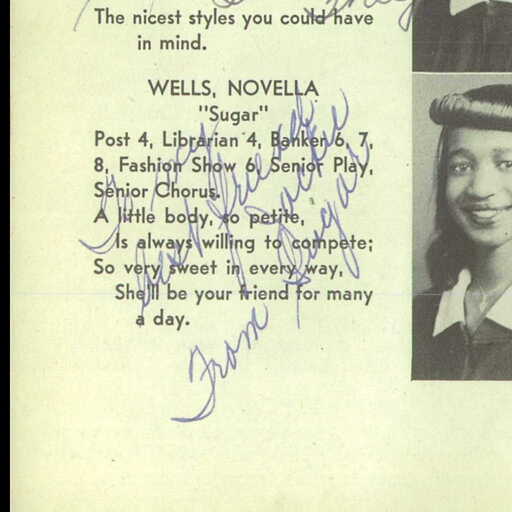 The nicest styles you could have
in mind.
WELLS, NOVELLA
"Sugar"
Post 4, Librarian 4, Banker 6, 7,
8, Fashion Show 6, Senior Play,
Senior Chorus.
A little body, so petite,
Is always willing to compete;
So very sweet in every way,
She'll be your friend for many
a day.
To
Best Friend
From Sugar